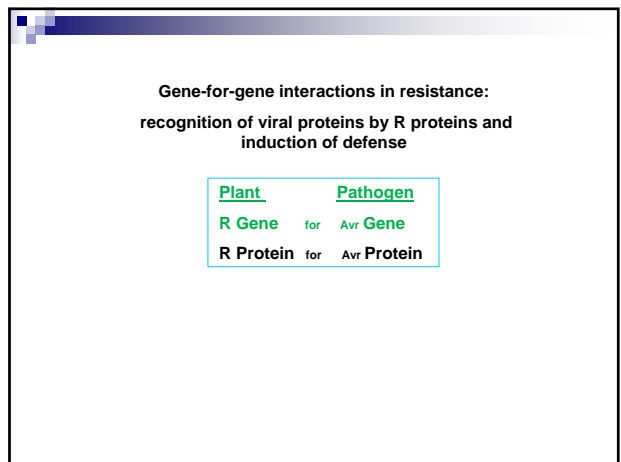 Gene-for-gene interactions in resistance:
recognition of viral proteins by R proteins and
induction of defense
Plant Pathogen
R Gene for Avr Gene
R Protein for Avr Protein